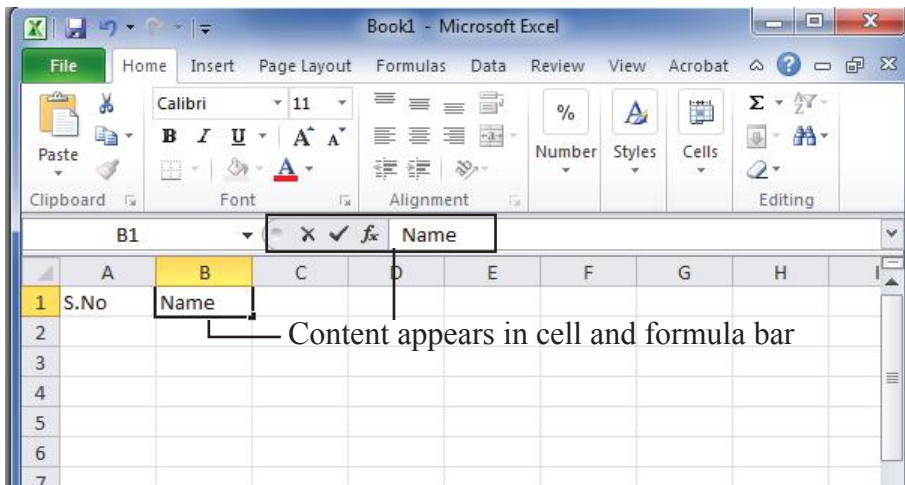 Book1 - Microsoft Excel
File Home Insert Page Layout Formulas Data Review View Acrobat
Calibri 11
B I U A A
% A Σ
Paste Number Styles Cells
A
Clipboard Font Alignment Editing
B1 fx Name
A B C D E F G H I
1 S.No Name
2 Content appears in cell and formula bar
3
4
5
6
7